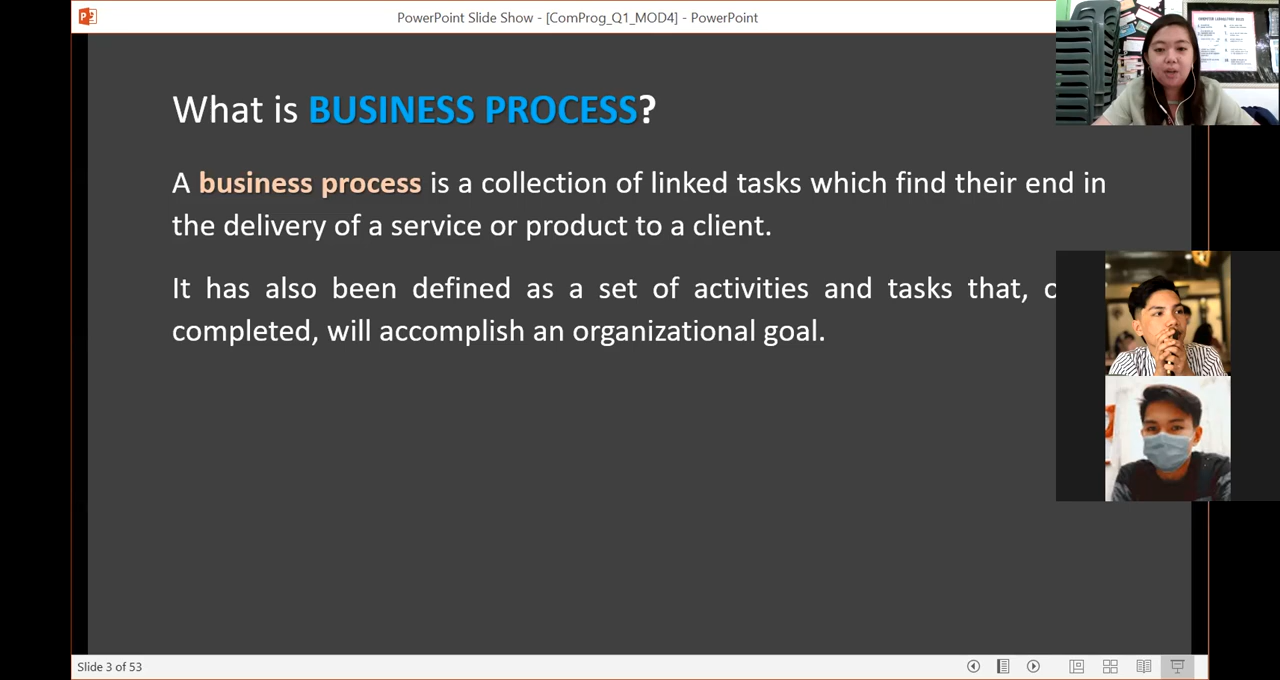 PowerPoint Slide Show - [ComProg_Q1_MOD4] - PowerPoint
What is BUSINESS PROCESS?
A business process is a collection of linked tasks which find their end in
the delivery of a service or product to a client.
It has also been defined as a set of activities and tasks that,
completed, will accomplish an organizational goal.
Slide 3 of 53